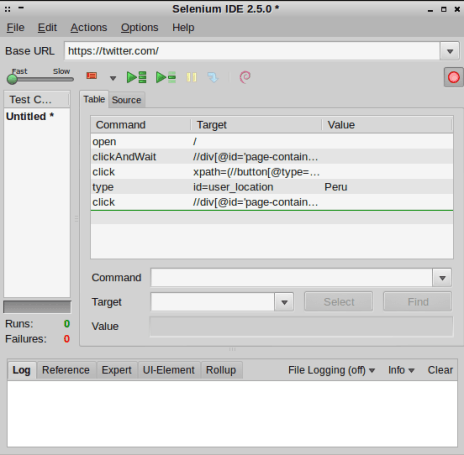 Selenium IDE 2.5.0 *
File Edit Actions Options Help
Base URL https://twitter.com/
Fast Slow
Test C... Table Source
Untitled *
Command Target Value
open /
clickAndWait //div[@id='page-contain...
click xpath=(//button[@type=...
type id=user_location Peru
click //div[@id='page-contain...
Command
Target Select Find
Value
Runs: 0
Failures: 0
Log Reference Expert UI-Element Rollup File Logging (off) Info Clear